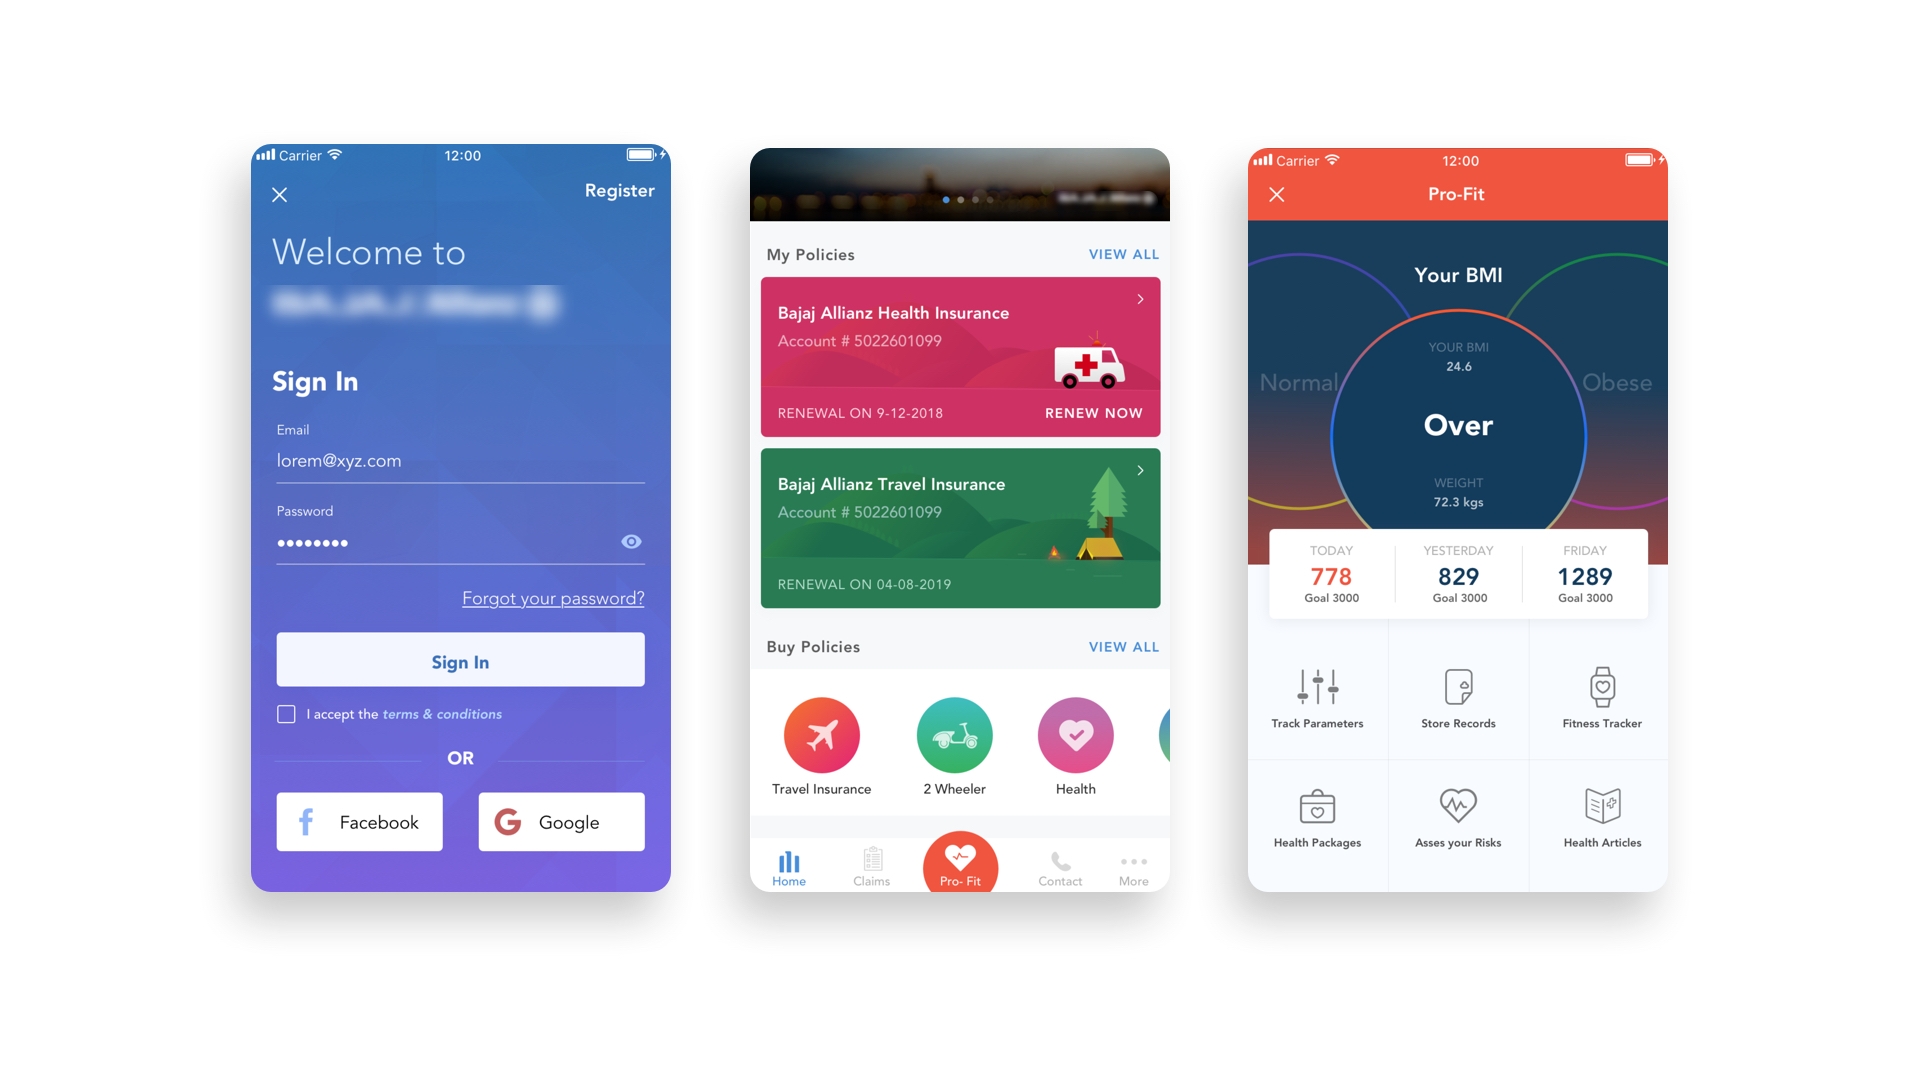 Carrier 12:00
Register
Welcome to
Sign In
Email
lorem@xyz.com
Password
Forgot your password?
Sign In
I accept the terms & conditions
OR
Facebook Google
My Policies VIEW ALL
Bajaj Allianz Health Insurance
Account # 5022601099
RENEWAL ON 9-12-2018 RENEW NOW
Bajaj Allianz Travel Insurance
Account # 5022601099
RENEWAL ON 04-08-2019
Buy Policies VIEW ALL
Travel Insurance 2 Wheeler Health
Home Claims Pro- Fit Contact More
Carrier 12:00
Pro-Fit
Your BMI
YOUR BMI
24.6
Normal Over Obese
WEIGHT
72.3 kgs
TODAY YESTERDAY FRIDAY
778 829 1289
Goal 3000 Goal 3000 Goal 3000
Track Parameters Store Records Fitness Tracker
Health Packages Asses your Risks Health Articles